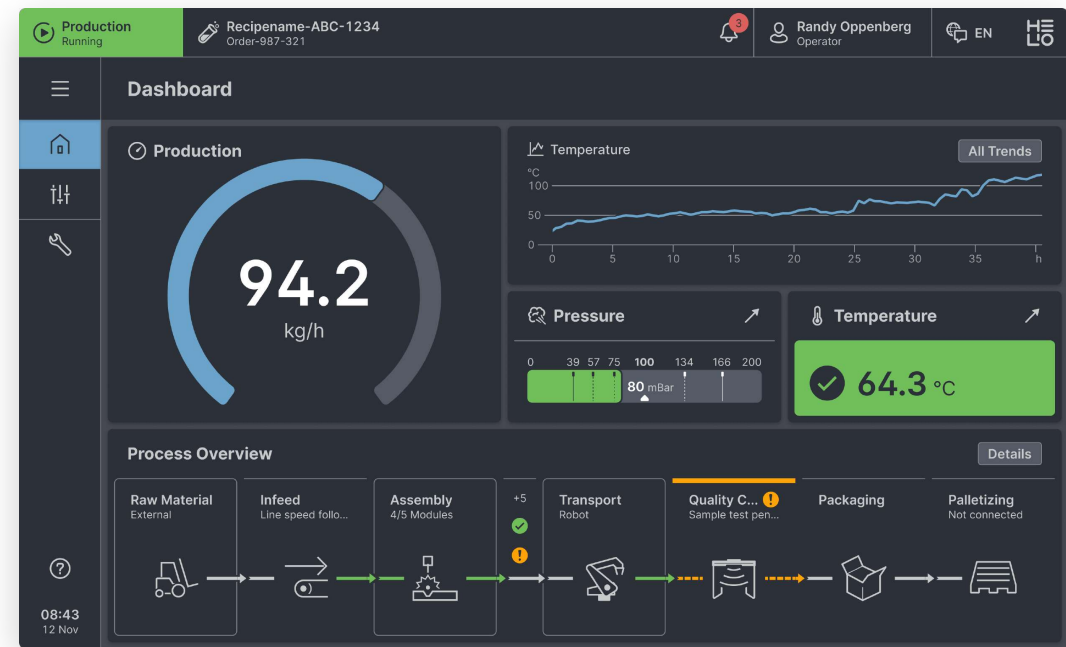 Production
Running
Recipename-ABC-1234
Order-987-321
3
Randy Oppenberg
Operator
EN
HELIO
Dashboard
Production
94.2
kg/h
Temperature
All Trends
°C
100
50
0
0 5 10 15 20 25 30 35 h
Pressure
0 39 57 75 100 134 166 200
80 mBar
Temperature
64.3 °C
Process Overview
Details
Raw Material
External
Infeed
Line speed follo...
Assembly
4/5 Modules
+5
Transport
Robot
Quality C...
Sample test pen...
Packaging
Palletizing
Not connected
08:43
12 Nov